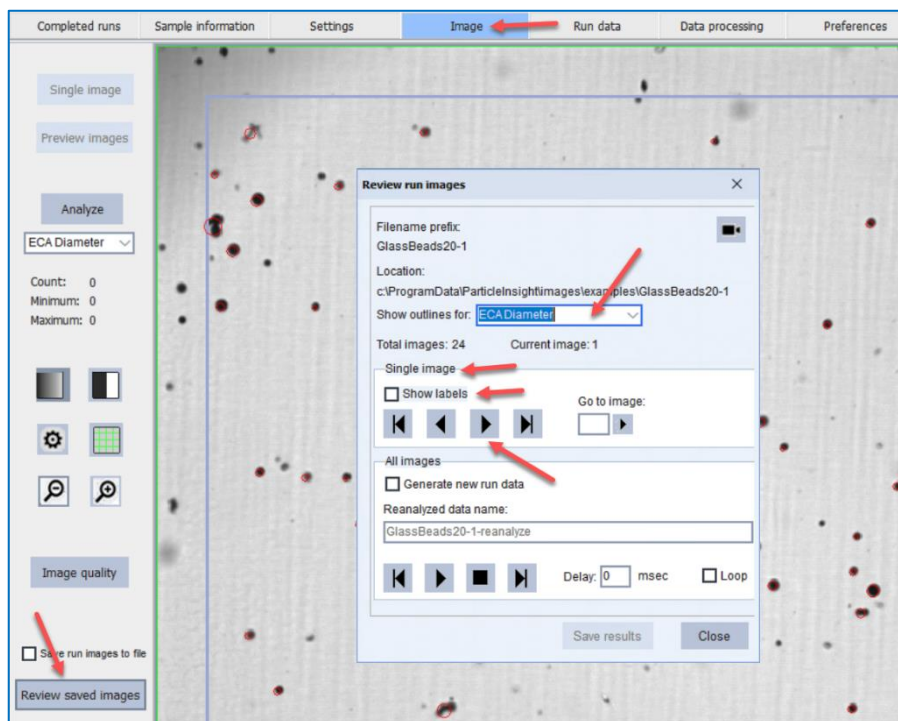 Completed runs
Sample information
Settings
Image
Run data
Data processing
Preferences
Single image
Preview images
Analyze
ECA Diameter
Count: 0
Minimum: 0
Maximum: 0
Image quality
Save run images to file
Review saved images
Review run images
Filename prefix:
GlassBeads20-1
Location:
c:\ProgramData\ParticleInsight\images\examples\GlassBeads20-1
Show outlines for: ECA Diameter
Total images: 24 Current image: 1
Single image
Show labels
Go to image:
All images
Generate new run data
Reanalyzed data name:
GlassBeads20-1-reanalyze
Delay: 0 msec Loop
Save results Close